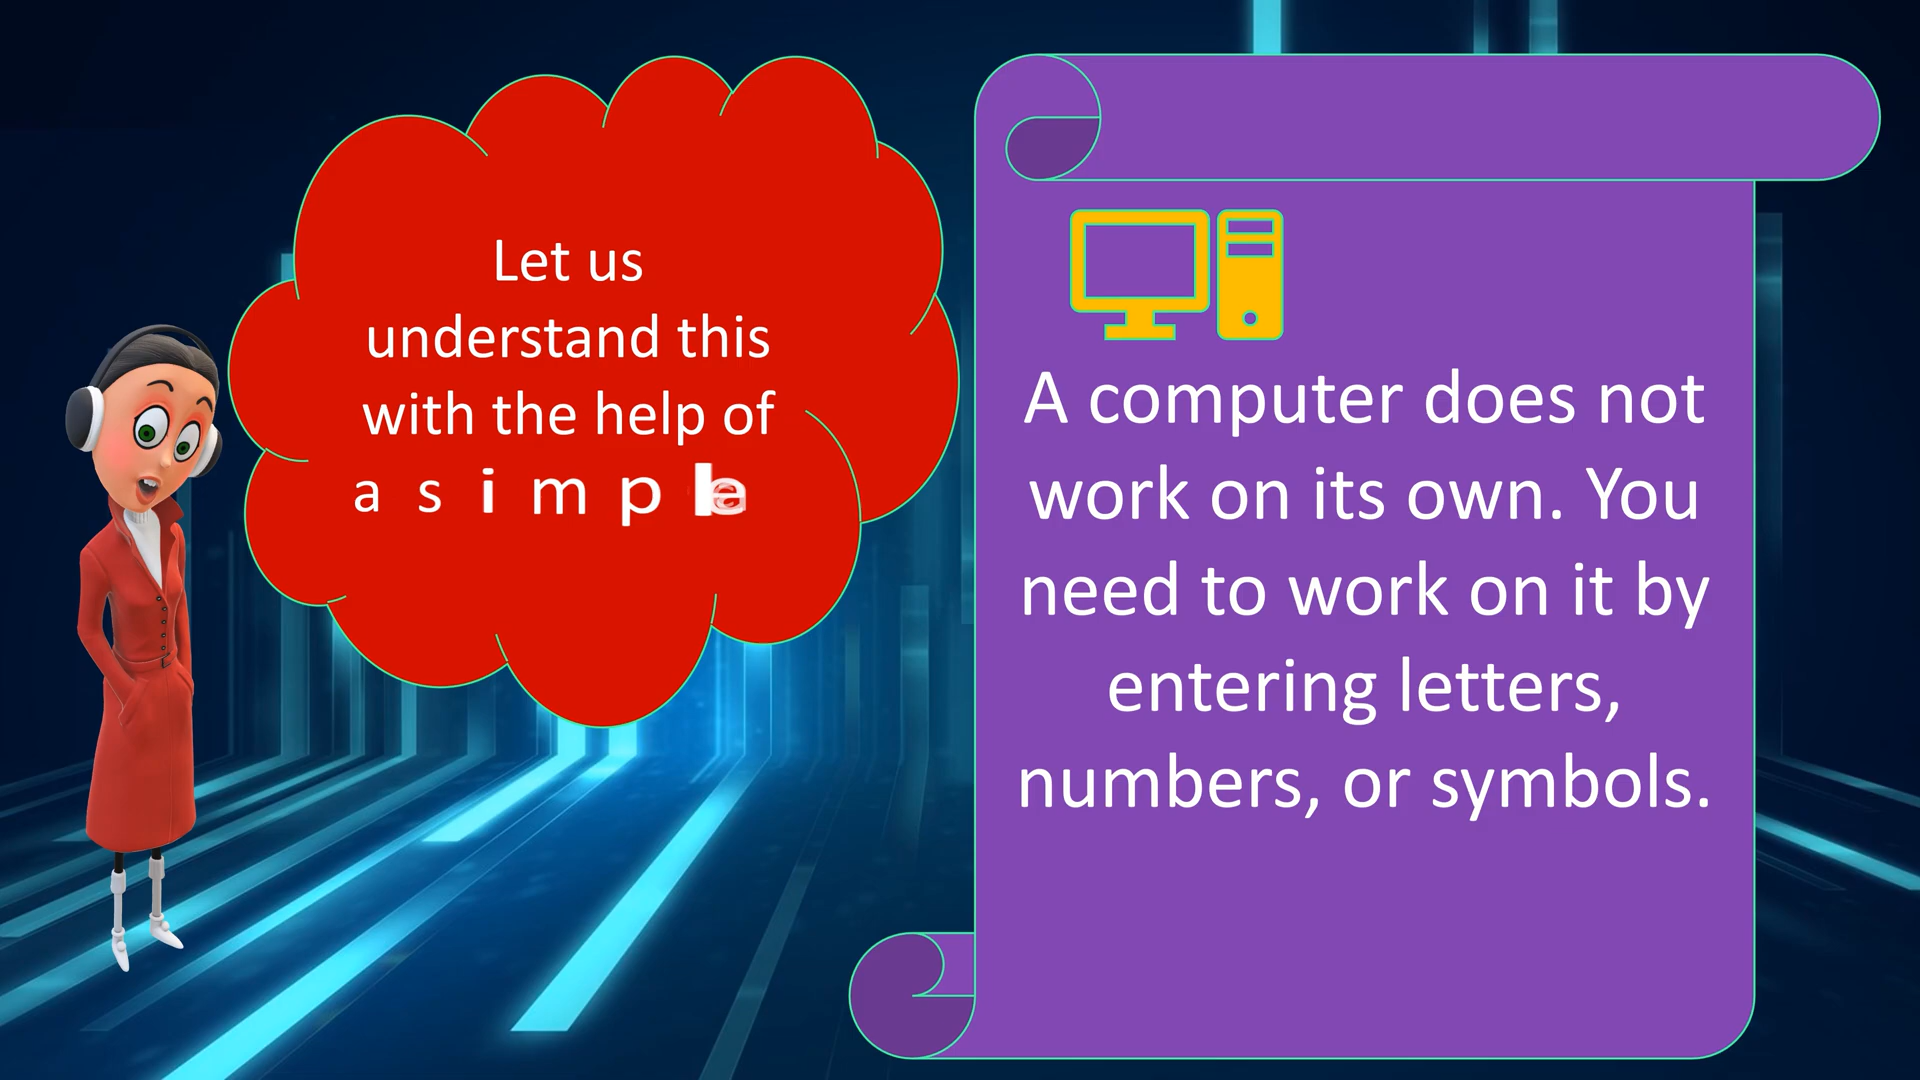 Let us
understand this
with the help of
a simple
A computer does not
work on its own. You
need to work on it by
entering letters,
numbers, or symbols.